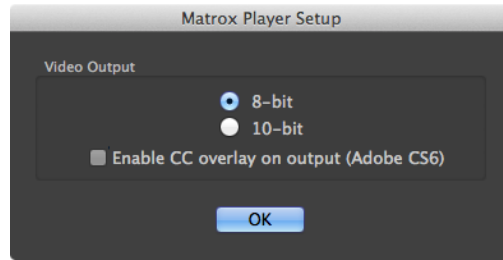 Matrox Player Setup
Video Output
8-bit
10-bit
Enable CC overlay on output (Adobe CS6)
OK